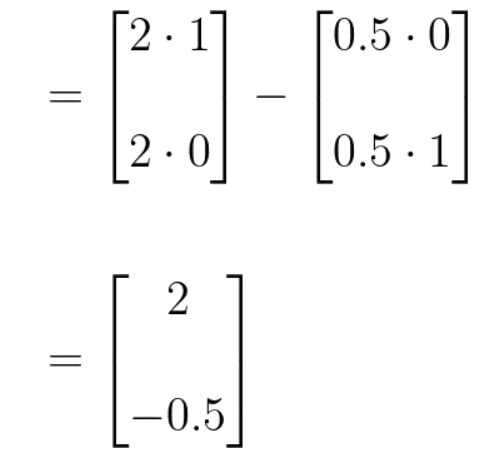 = [2 · 1
2 · 0] − [0.5 · 0
0.5 · 1]
= [2
−0.5]